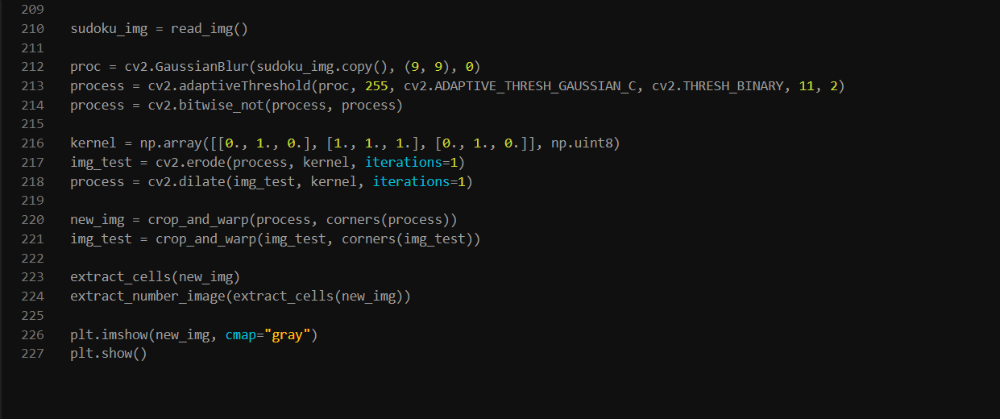 209
210 sudoku_img = read_img()
211
212 proc = cv2.GaussianBlur(sudoku_img.copy(), (9, 9), 0)
213 process = cv2.adaptiveThreshold(proc, 255, cv2.ADAPTIVE_THRESH_GAUSSIAN_C, cv2.THRESH_BINARY, 11, 2)
214 process = cv2.bitwise_not(process, process)
215
216 kernel = np.array([[0., 1., 0.], [1., 1., 1.], [0., 1., 0.]], np.uint8)
217 img_test = cv2.erode(process, kernel, iterations=1)
218 process = cv2.dilate(img_test, kernel, iterations=1)
219
220 new_img = crop_and_warp(process, corners(process))
221 img_test = crop_and_warp(img_test, corners(img_test))
222
223 extract_cells(new_img)
224 extract_number_image(extract_cells(new_img))
225
226 plt.imshow(new_img, cmap="gray")
227 plt.show()